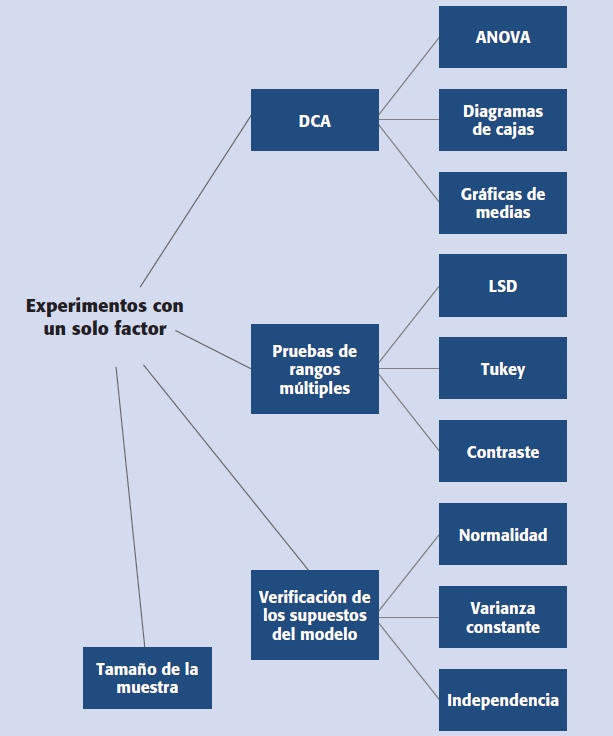 Experimentos con
un solo factor
DCA
ANOVA
Diagramas
de cajas
Gráficas de
medias
Pruebas de
rangos
múltiples
LSD
Tukey
Contraste
Verificación de
los supuestos
del modelo
Normalidad
Varianza
constante
Independencia
Tamaño de la
muestra